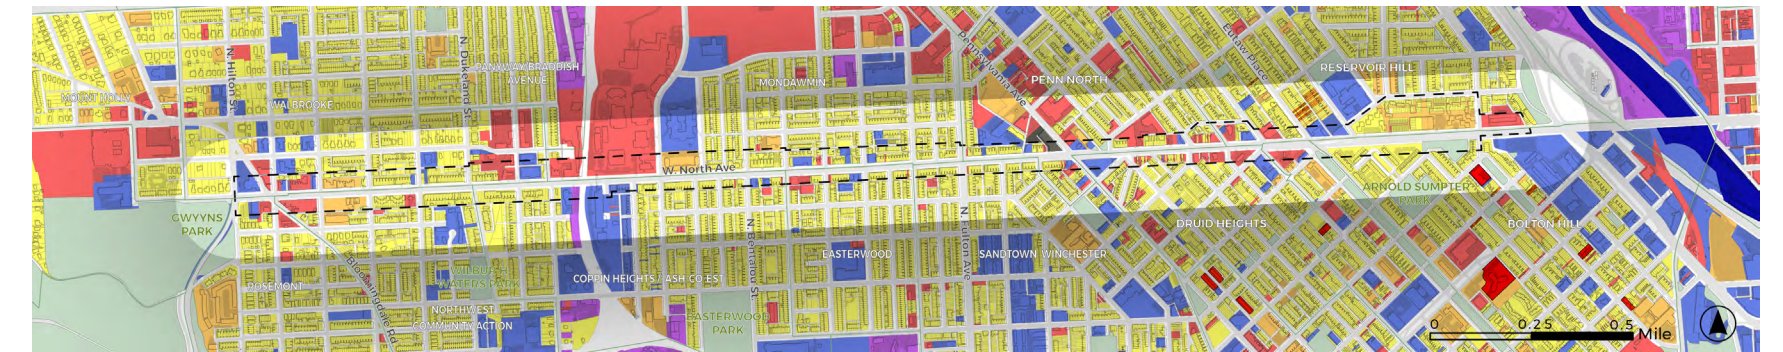 MOUNT HOLLY
N. Hilton St.
WALBROOKE
N. Dukeland St.
PANWAY/BRADDISH
AVENUE
MONDAWMIN
Pennsylvania Ave.
PENN NORTH
Eutaw Place
RESERVOIR HILL
W. North Ave.
GWYYNS
PARK
ARNOLD SUMPTER
PARK
DRUID HEIGHTS
BOLTON HILL
N. Bentalou St.
N. Fulton Ave.
EASTERWOOD
SANDTOWN WINCHESTER
ROSEMONT
Bloomingdale Rd.
WILBUR H.
WATERS PARK
COPPIN HEIGHTS / ASH-CO-EST
NORTHWEST
COMMUNITY ACTION
EASTERWOOD
PARK
0 0.25 0.5 Mile